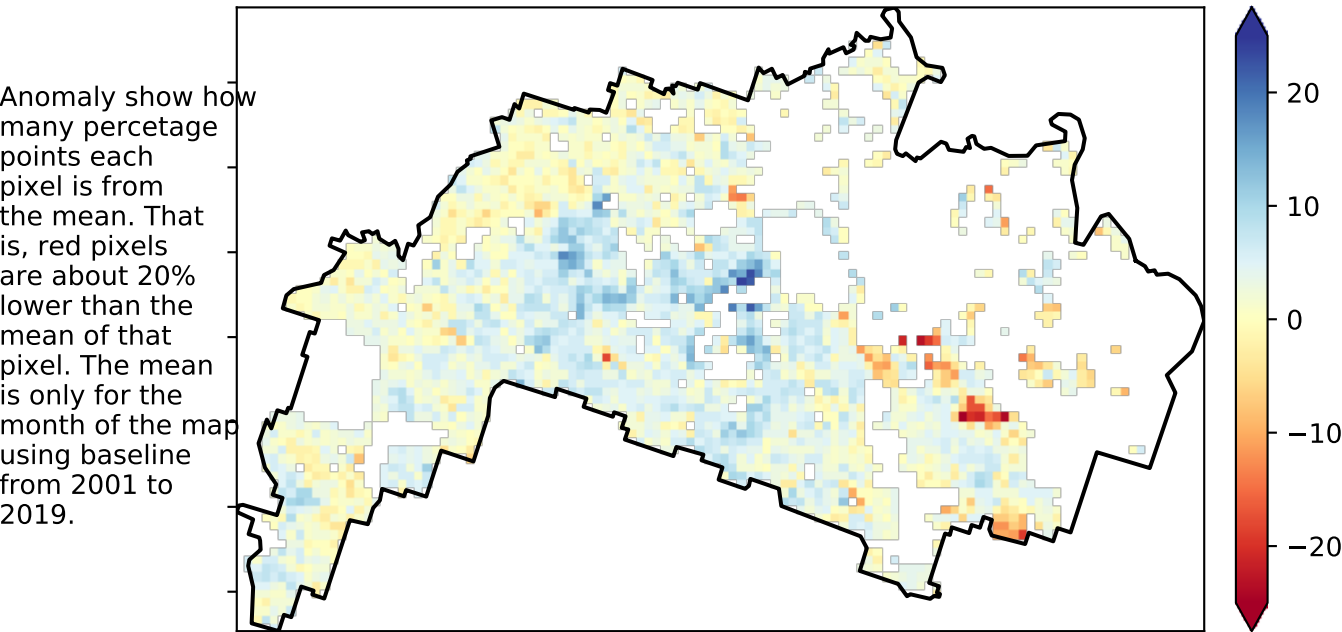 Anomaly show how
many percetage
points each
pixel is from
the mean. That
is, red pixels
are about 20%
lower than the
mean of that
pixel. The mean
is only for the
month of the map
using baseline
from 2001 to
2019.
20
10
0
−10
−20